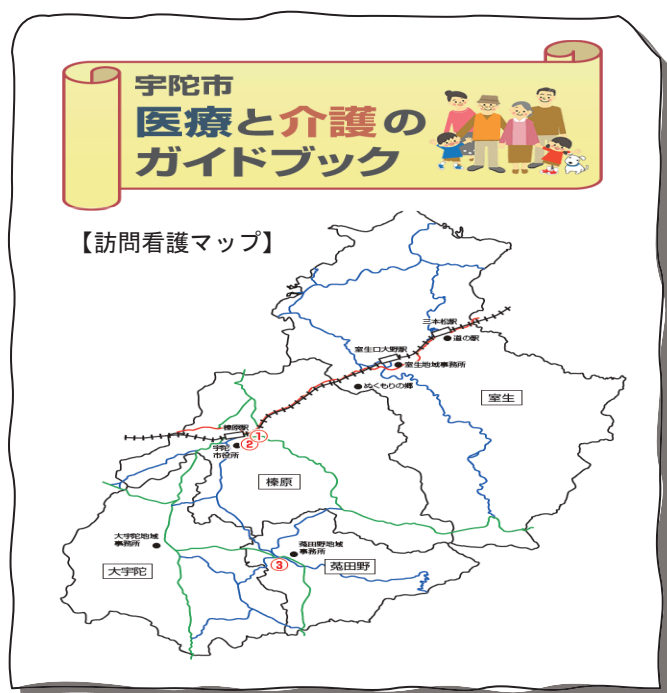 宇陀市
医療と介護の
ガイドブック
【訪問看護マップ】
三本松駅
道の駅
室生口大野駅
室生地域事務所
ぬくもりの郷
室生
榛原駅
1
2
宇陀
市役所
榛原
大宇陀地域
事務所
菟田野地域
事務所
3
大宇陀
菟田野